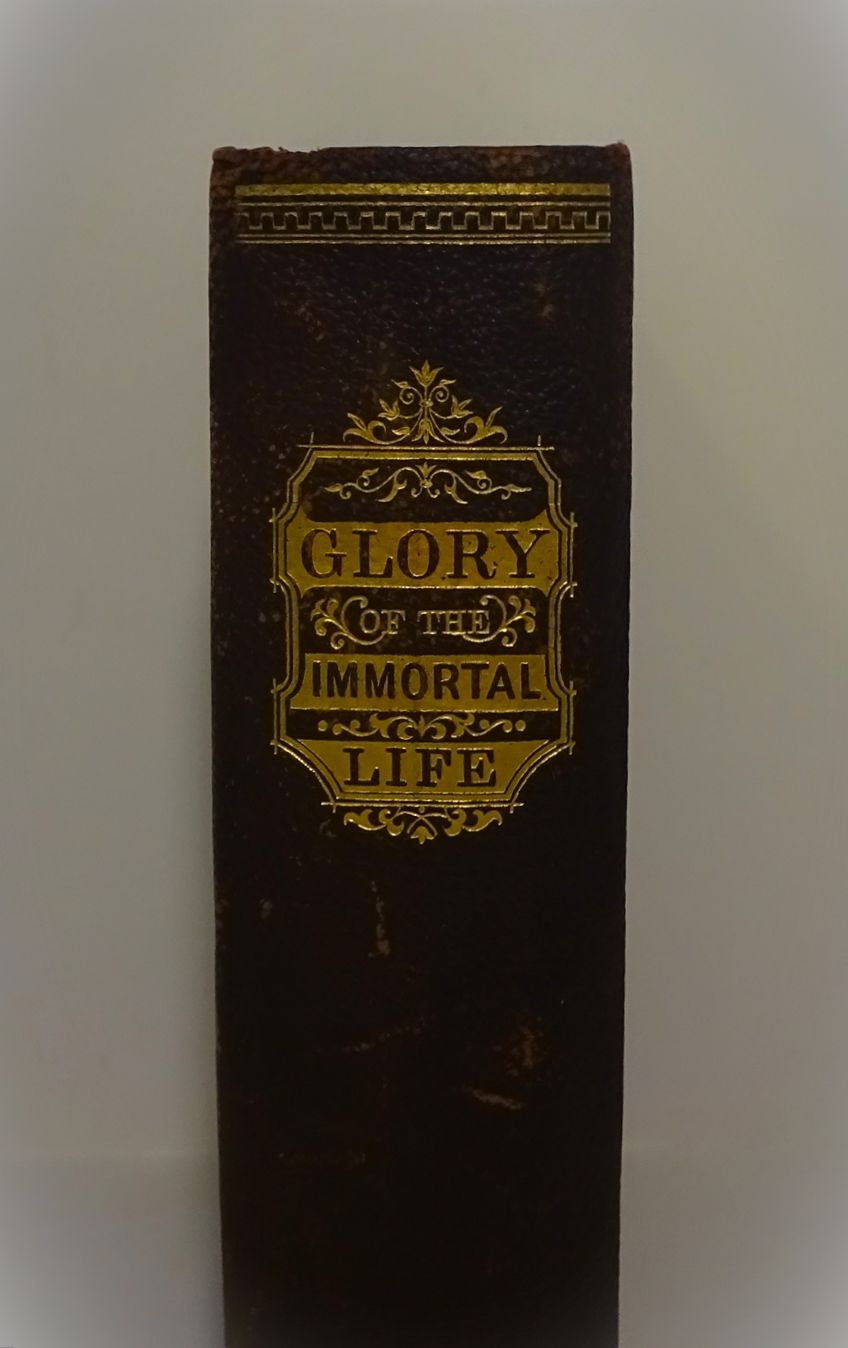 GLORY
OF THE
IMMORTAL
LIFE